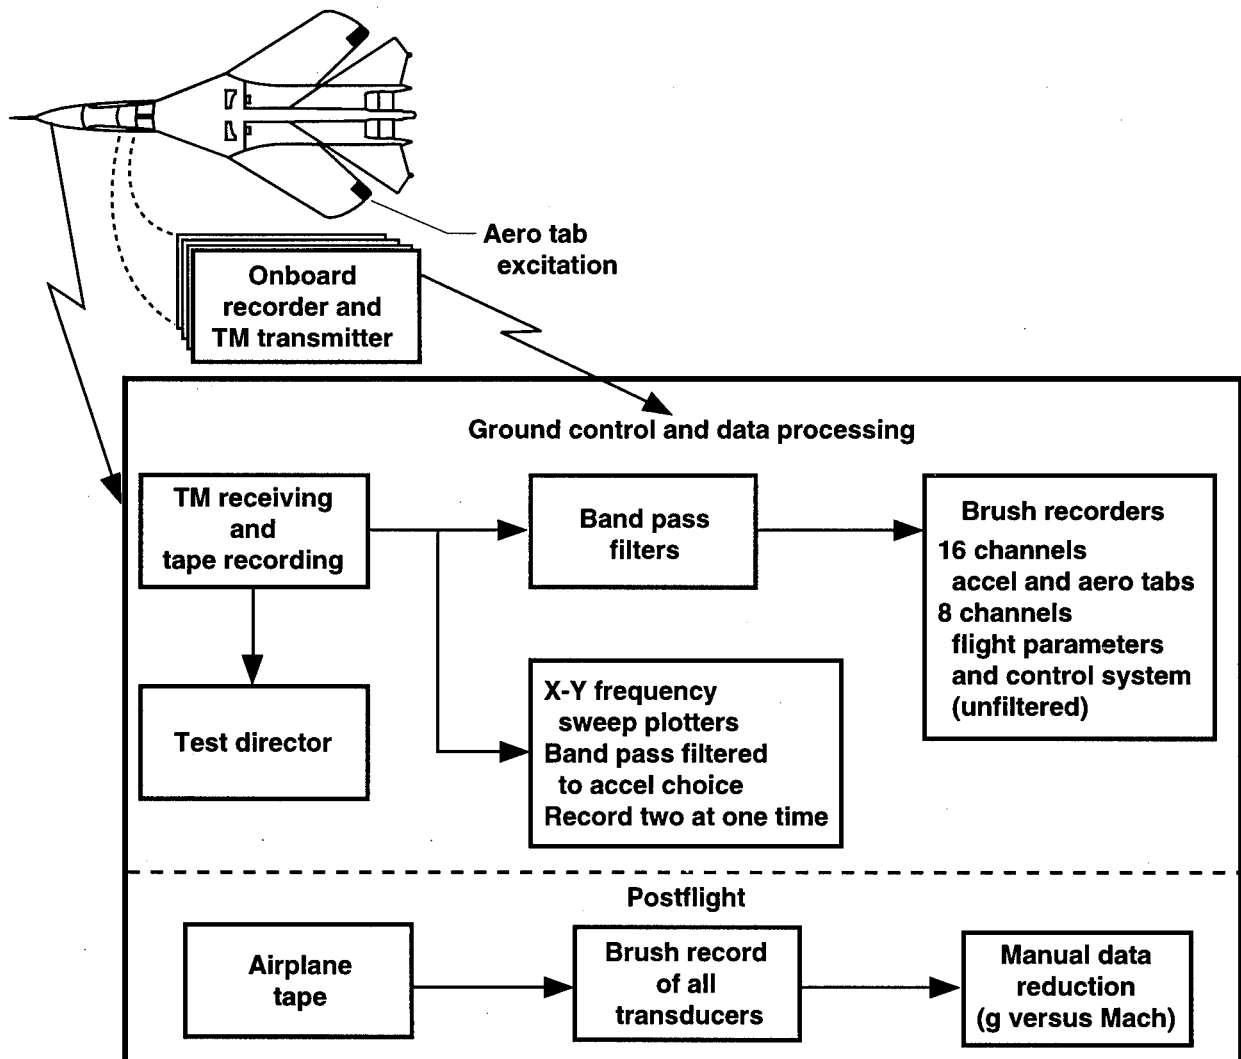 Aero tab
excitation
Onboard
recorder and
TM transmitter
Ground control and data processing
TM receiving
and
tape recording
Band pass
filters
Brush recorders
16 channels
accel and aero tabs
8 channels
flight parameters
and control system
(unfiltered)
Test director
X-Y frequency
sweep plotters
Band pass filtered
to accel choice
Record two at one time
Postflight
Airplane
tape
Brush record
of all
transducers
Manual data
reduction
(g versus Mach)